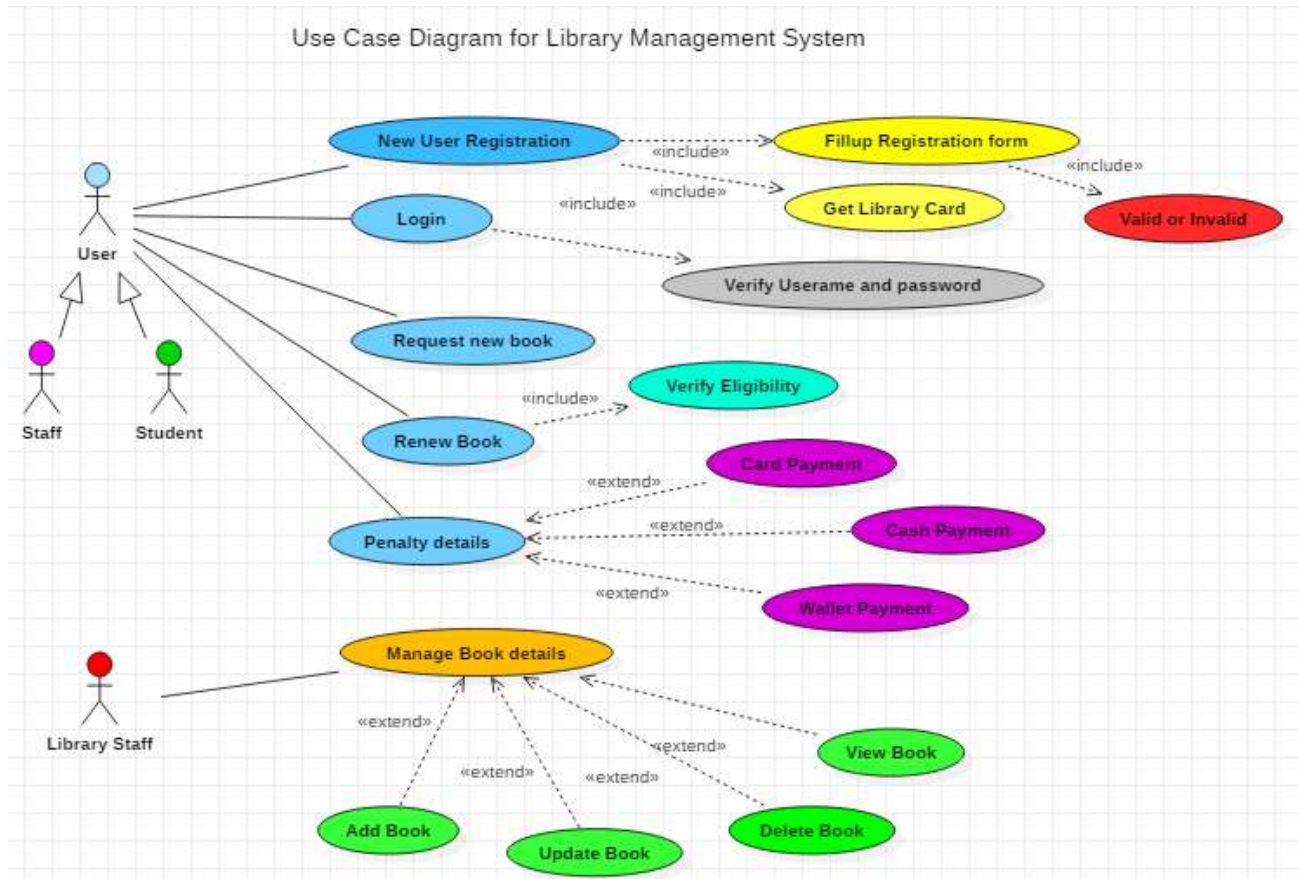 Use Case Diagram for Library Management System
New User Registration
«include»
Fillup Registration form
«include»
«include»
Get Library Card
Valid or Invalid
User
Login
«include»
Verify Userame and password
Request new book
Staff
Student
Verify Eligibility
«include»
Renew Book
Card Payment
«extend»
Penalty details
«extend»
Cash Payment
«extend»
Wallet Payment
Library Staff
Manage Book details
«extend»
«extend»
«extend»
«extend»
View Book
Add Book
Update Book
Delete Book